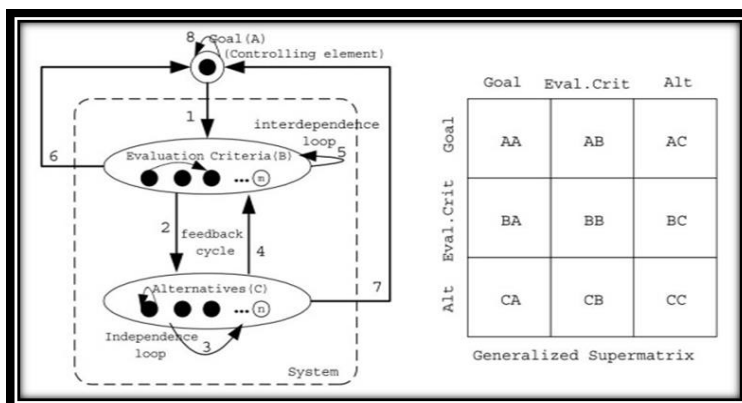 8 Goal(A)
(Controlling element)
1
interdependence
loop
6
Evaluation Criteria(B)
5
... m
2
feedback
cycle
4
Alternatives(C)
7
... n
Independence
loop
3
System
Goal Eval.Crit Alt
Goal
AA AB AC
Eval.Crit
BA BB BC
Alt
CA CB CC
Generalized Supermatrix